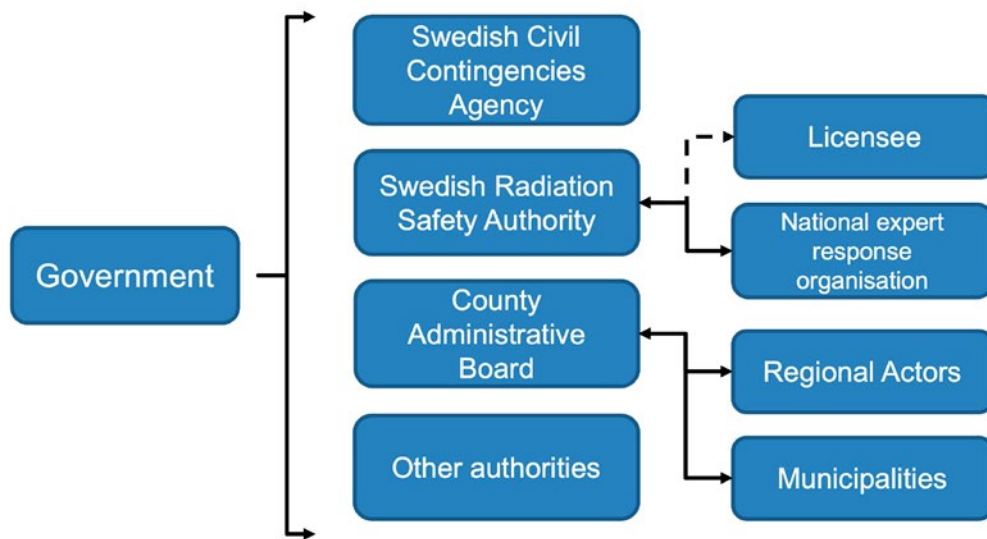 Government
Swedish Civil
Contingencies
Agency
Swedish Radiation
Safety Authority
County
Administrative
Board
Other authorities
Licensee
National expert
response
organisation
Regional Actors
Municipalities